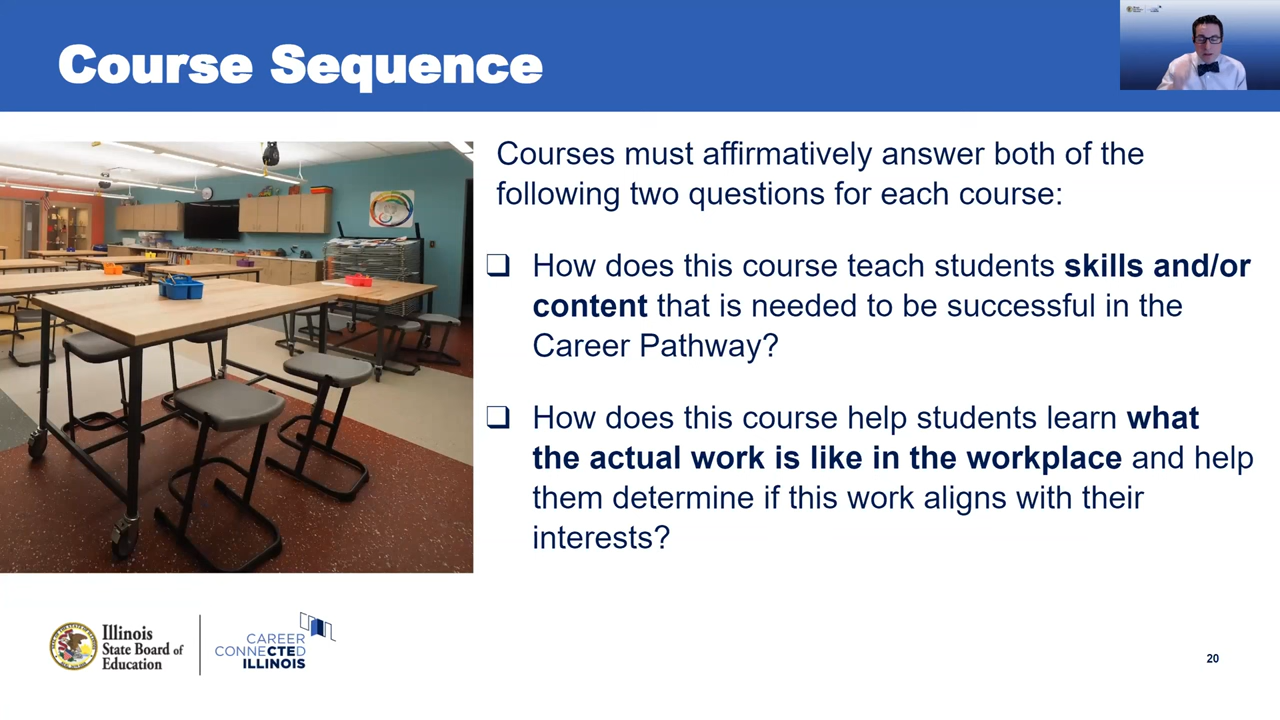 Course Sequence
Courses must affirmatively answer both of the
following two questions for each course:
❑ How does this course teach students skills and/or
content that is needed to be successful in the
Career Pathway?
❑ How does this course help students learn what
the actual work is like in the workplace and help
them determine if this work aligns with their
interests?
Illinois
State Board of
Education
CAREER
CONNECTED
ILLINOIS
20